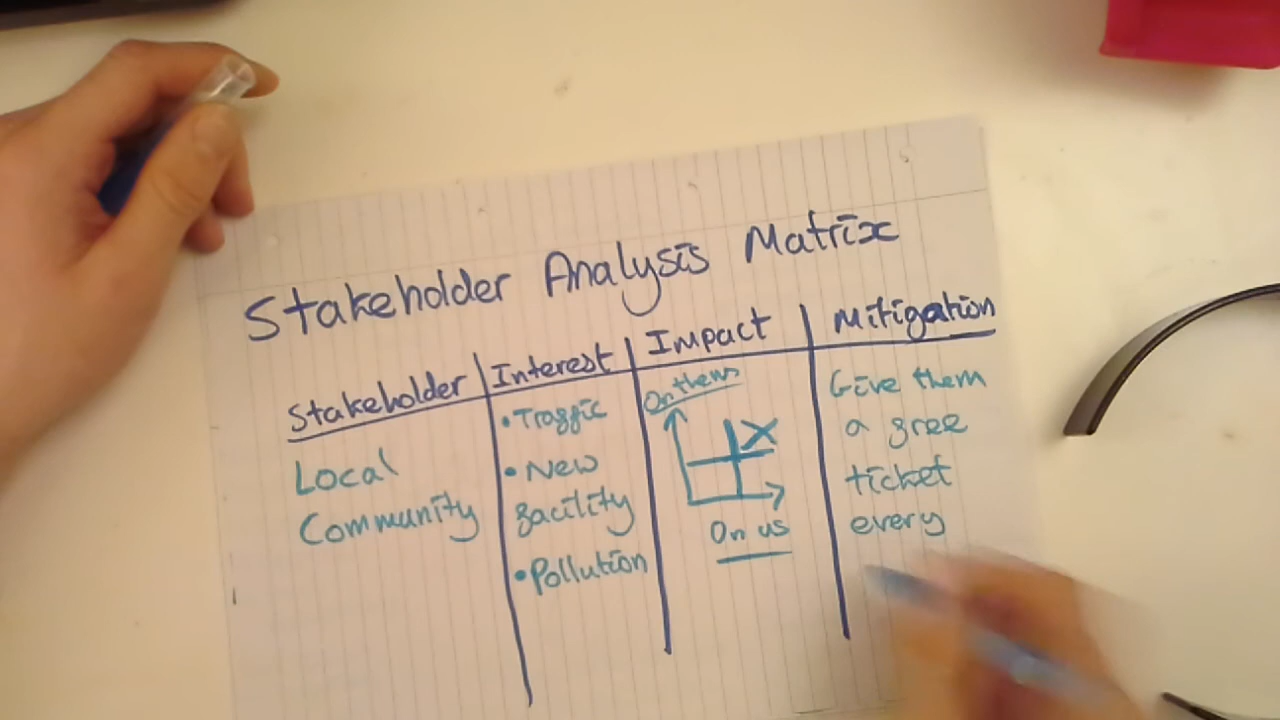 Stakeholder Analysis Matrix
Stakeholder
Interest
Impact
Mitigation
Local
Community
• Traffic
• New
facility
• Pollution
On them
X
On us
Give them
a free
ticket
every